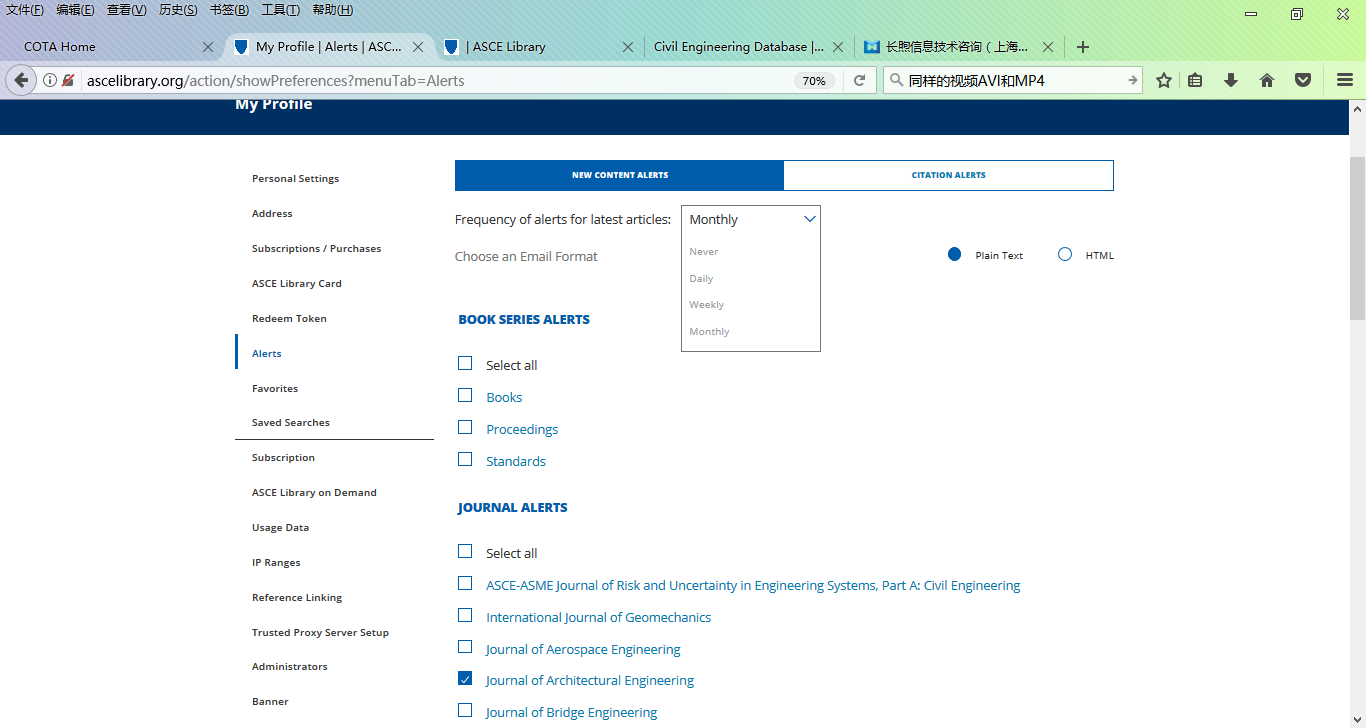 文件(F) 编辑(E) 查看(V) 历史(S) 书签(B) 工具(T) 帮助(H)
COTA Home
My Profile | Alerts | ASC...
| ASCE Library
Civil Engineering Database |...
长煦信息技术咨询（上海...
ascelibrary.org/action/showPreferences?menuTab=Alerts
70%
同样的视频AVI和MP4
My Profile
Personal Settings
Address
Subscriptions / Purchases
ASCE Library Card
Redeem Token
Alerts
Favorites
Saved Searches
Subscription
ASCE Library on Demand
Usage Data
IP Ranges
Reference Linking
Trusted Proxy Server Setup
Administrators
Banner
NEW CONTENT ALERTS
CITATION ALERTS
Frequency of alerts for latest articles:
Monthly
Never
Daily
Weekly
Monthly
Choose an Email Format
Plain Text
HTML
BOOK SERIES ALERTS
Select all
Books
Proceedings
Standards
JOURNAL ALERTS
Select all
ASCE-ASME Journal of Risk and Uncertainty in Engineering Systems, Part A: Civil Engineering
International Journal of Geomechanics
Journal of Aerospace Engineering
Journal of Architectural Engineering
Journal of Bridge Engineering